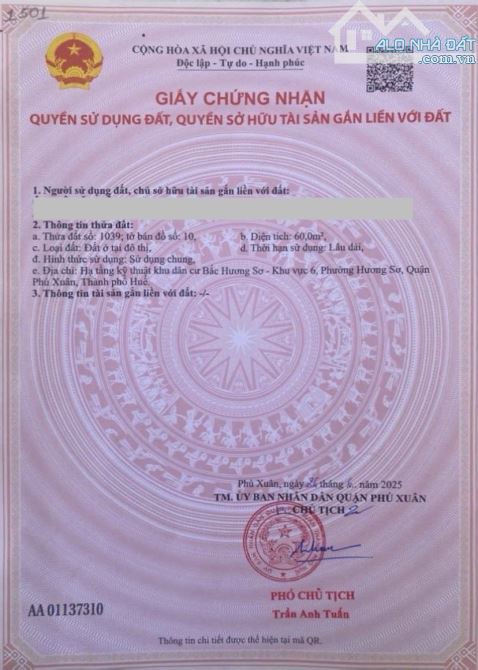 1501
ALO NHÀ ĐẤT
.com.vn
CỘNG HÒA XÃ HỘI CHỦ NGHĨA VIỆT NAM
Độc lập - Tự do - Hạnh phúc
GIẤY CHỨNG NHẬN
QUYỀN SỬ DỤNG ĐẤT, QUYỀN SỞ HỮU TÀI SẢN GẮN LIỀN VỚI ĐẤT
1. Người sử dụng đất, chủ sở hữu tài sản gắn liền với đất:
2. Thông tin thửa đất:
a. Thửa đất số: 1039; tờ bản đồ số: 10, b. Diện tích: 60,0m²,
c. Loại đất: Đất ở tại đô thị, d. Thời hạn sử dụng: Lâu dài,
đ. Hình thức sử dụng: Sử dụng chung,
e. Địa chỉ: Hạ tầng kỹ thuật khu dân cư Bắc Hương Sơ - Khu vực 6, Phường Hương Sơ, Quận
Phú Xuân, Thành phố Huế.
3. Thông tin tài sản gắn liền với đất: -/-
Phú Xuân, ngày tháng năm 2025
TM. ỦY BAN NHÂN DÂN QUẬN PHÚ XUÂN
CHỦ TỊCH
PHÓ CHỦ TỊCH
Trần Anh Tuấn
AA 01137310
Thông tin chi tiết được thể hiện tại mã QR.